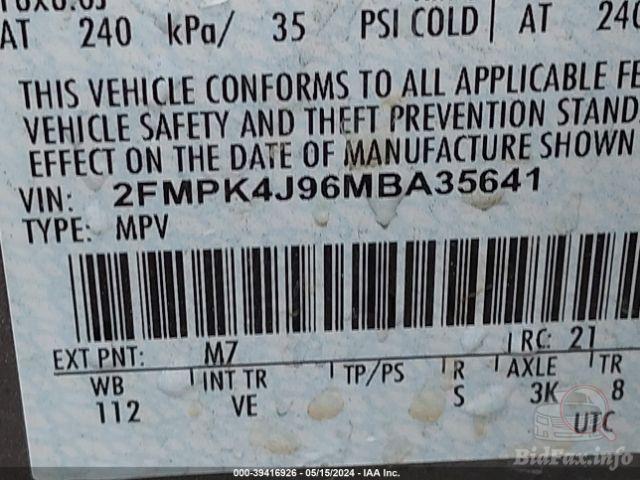 AT 240 kPa/ 35 PSI COLD AT 240
THIS VEHICLE CONFORMS TO ALL APPLICABLE FE
VEHICLE SAFETY AND THEFT PREVENTION STAND
EFFECT ON THE DATE OF MANUFACTURE SHOWN
VIN: 2FMPK4J96MBA35641
TYPE: MPV
EXT PNT: M7 RC: 21
WB INT TR TP/PS R AXLE TR
112 VE S 3K 8
UTC
BidFax.info
000-39416926 - 05/15/2024 - IAA Inc.